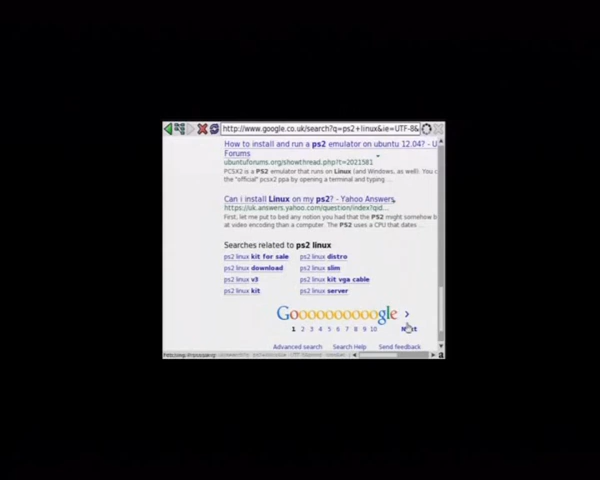 http://www.google.co.uk/search?q=ps2+linux&ie=UTF-8&
How to install and run a ps2 emulator on ubuntu 12.04? - U
Forums
ubuntuforums.org/showthread.php?t=2021581
PCSX2 is a PS2 emulator that runs on Linux (and Windows, as well). You c
the "official" pcsx2 ppa by opening a terminal and typing ...
Can i install Linux on my ps2? - Yahoo Answers
https://uk.answers.yahoo.com/question/index?qid...
First, let me put to bed any notion you had that the PS2 might somehow b
at video encoding than a computer. The PS2 uses a CPU that dates ...
Searches related to ps2 linux
ps2 linux kit for sale ps2 linux distro
ps2 linux download ps2 linux slim
ps2 linux v3 ps2 linux kit vga cable
ps2 linux kit ps2 linux server
Goooooooooogle >
1 2 3 4 5 6 7 8 9 10 Next
Advanced search Search Help Send feedback